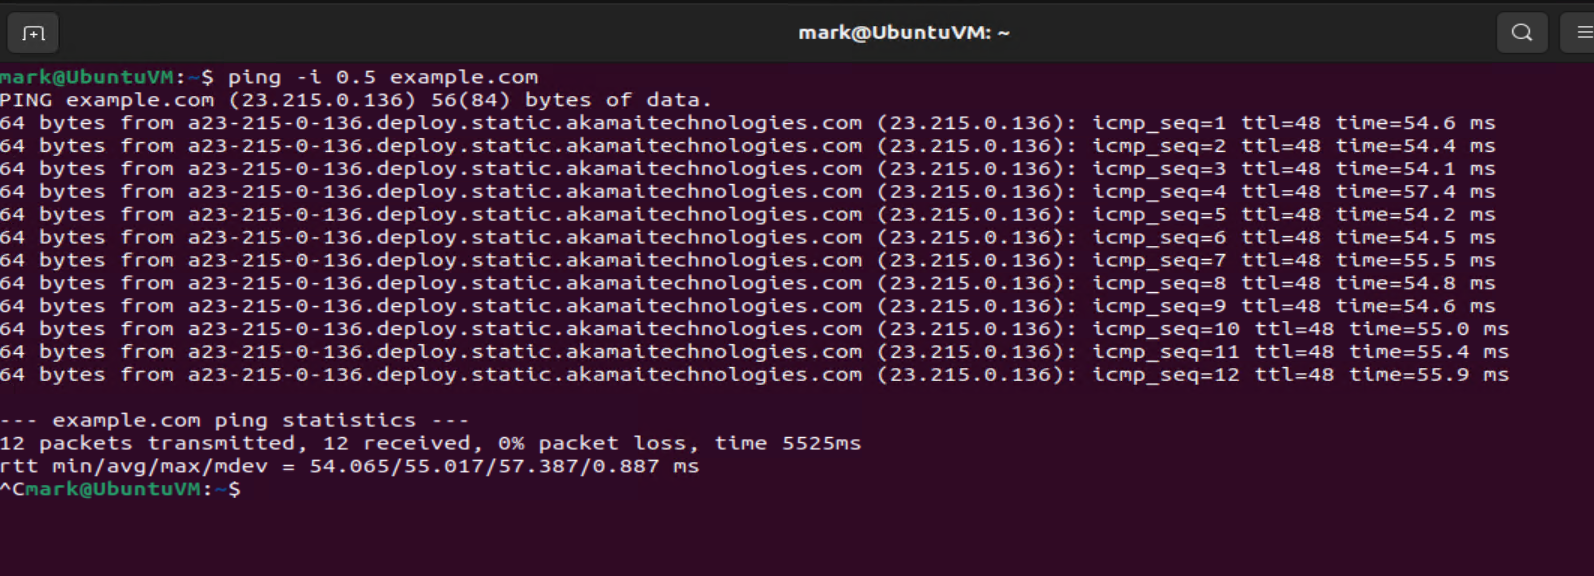 mark@UbuntuVM: ~
mark@UbuntuVM:~$ ping -i 0.5 example.com
PING example.com (23.215.0.136) 56(84) bytes of data.
64 bytes from a23-215-0-136.deploy.static.akamaitechnologies.com (23.215.0.136): icmp_seq=1 ttl=48 time=54.6 ms
64 bytes from a23-215-0-136.deploy.static.akamaitechnologies.com (23.215.0.136): icmp_seq=2 ttl=48 time=54.4 ms
64 bytes from a23-215-0-136.deploy.static.akamaitechnologies.com (23.215.0.136): icmp_seq=3 ttl=48 time=54.1 ms
64 bytes from a23-215-0-136.deploy.static.akamaitechnologies.com (23.215.0.136): icmp_seq=4 ttl=48 time=57.4 ms
64 bytes from a23-215-0-136.deploy.static.akamaitechnologies.com (23.215.0.136): icmp_seq=5 ttl=48 time=54.2 ms
64 bytes from a23-215-0-136.deploy.static.akamaitechnologies.com (23.215.0.136): icmp_seq=6 ttl=48 time=54.5 ms
64 bytes from a23-215-0-136.deploy.static.akamaitechnologies.com (23.215.0.136): icmp_seq=7 ttl=48 time=55.5 ms
64 bytes from a23-215-0-136.deploy.static.akamaitechnologies.com (23.215.0.136): icmp_seq=8 ttl=48 time=54.8 ms
64 bytes from a23-215-0-136.deploy.static.akamaitechnologies.com (23.215.0.136): icmp_seq=9 ttl=48 time=54.6 ms
64 bytes from a23-215-0-136.deploy.static.akamaitechnologies.com (23.215.0.136): icmp_seq=10 ttl=48 time=55.0 ms
64 bytes from a23-215-0-136.deploy.static.akamaitechnologies.com (23.215.0.136): icmp_seq=11 ttl=48 time=55.4 ms
64 bytes from a23-215-0-136.deploy.static.akamaitechnologies.com (23.215.0.136): icmp_seq=12 ttl=48 time=55.9 ms
--- example.com ping statistics ---
12 packets transmitted, 12 received, 0% packet loss, time 5525ms
rtt min/avg/max/mdev = 54.065/55.017/57.387/0.887 ms
^Cmark@UbuntuVM:~$